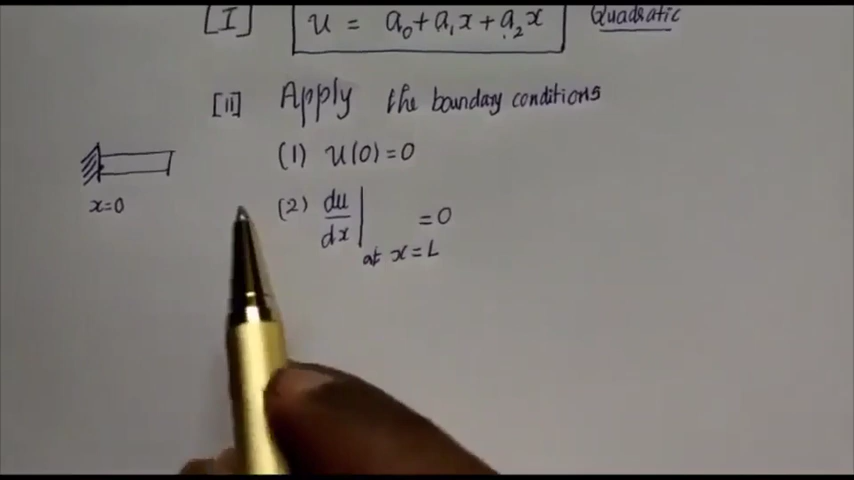 [I] u = a₀+a₁x+a₂x Quadratic
[II] Apply the boundary conditions
(1) u(0)=0
x=0
(2) du/dx | at x=L =0